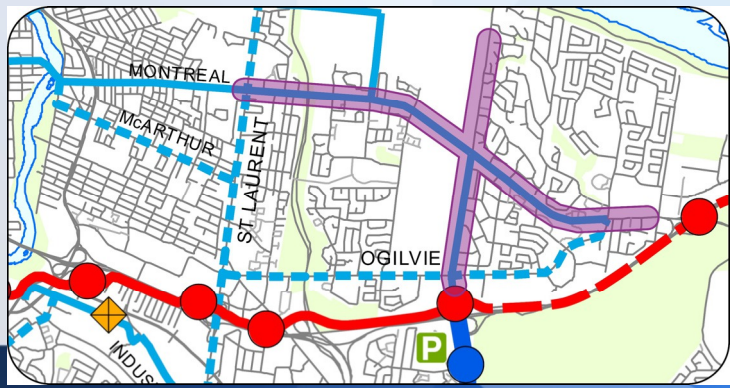 MONTREAL
McARTHUR
ST LAURENT
OGILVIE
P
INDUS